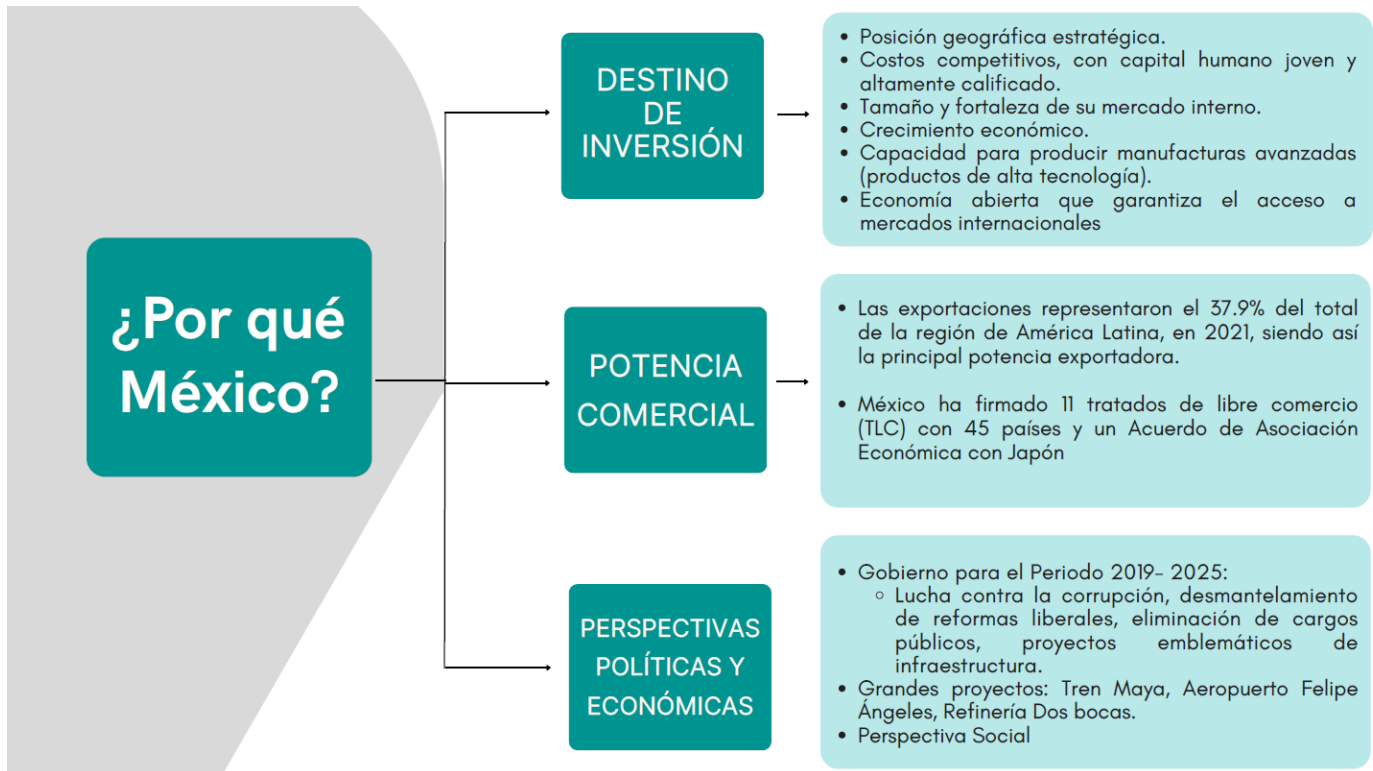 ¿Por qué
México?
DESTINO
DE
INVERSIÓN
• Posición geográfica estratégica.
• Costos competitivos, con capital humano joven y
altamente calificado.
• Tamaño y fortaleza de su mercado interno.
• Crecimiento económico.
• Capacidad para producir manufacturas avanzadas
(productos de alta tecnología).
• Economía abierta que garantiza el acceso a
mercados internacionales
POTENCIA
COMERCIAL
• Las exportaciones representaron el 37.9% del total
de la región de América Latina, en 2021, siendo así
la principal potencia exportadora.
• México ha firmado 11 tratados de libre comercio
(TLC) con 45 países y un Acuerdo de Asociación
Económica con Japón
PERSPECTIVAS
POLÍTICAS Y
ECONÓMICAS
• Gobierno para el Periodo 2019- 2025:
◦ Lucha contra la corrupción, desmantelamiento
de reformas liberales, eliminación de cargos
públicos, proyectos emblemáticos de
infraestructura.
• Grandes proyectos: Tren Maya, Aeropuerto Felipe
Ángeles, Refinería Dos bocas.
• Perspectiva Social